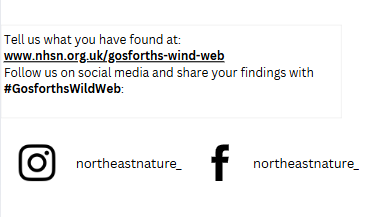 Tell us what you have found at:
www.nhsn.org.uk/gosforths-wind-web
Follow us on social media and share your findings with
#GosforthsWildWeb:
northeastnature_ northeastnature_